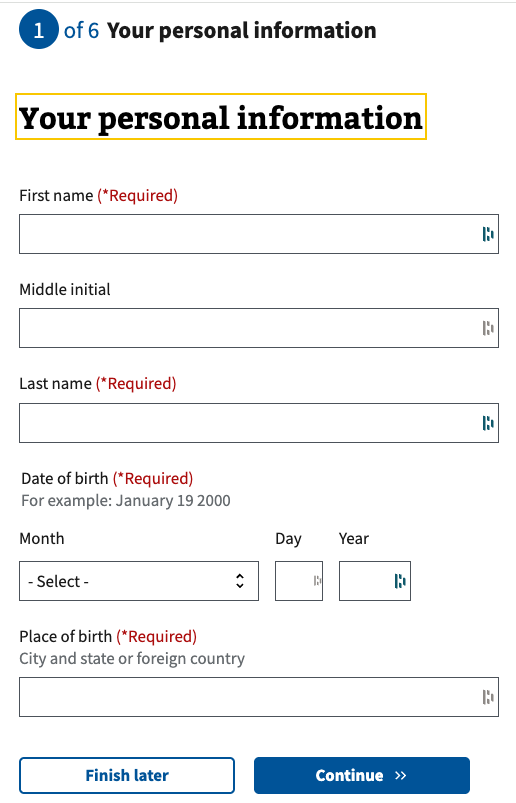 1 of 6 Your personal information
Your personal information
First name (*Required)
Middle initial
Last name (*Required)
Date of birth (*Required)
For example: January 19 2000
Month Day Year
- Select -
Place of birth (*Required)
City and state or foreign country
Finish later Continue »